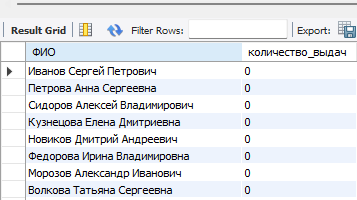 Result Grid Filter Rows: Export:
ФИО количество_выдач
Иванов Сергей Петрович 0
Петрова Анна Сергеевна 0
Сидоров Алексей Владимирович 0
Кузнецова Елена Дмитриевна 0
Новиков Дмитрий Андреевич 0
Федорова Ирина Владимировна 0
Морозов Александр Иванович 0
Волкова Татьяна Сергеевна 0